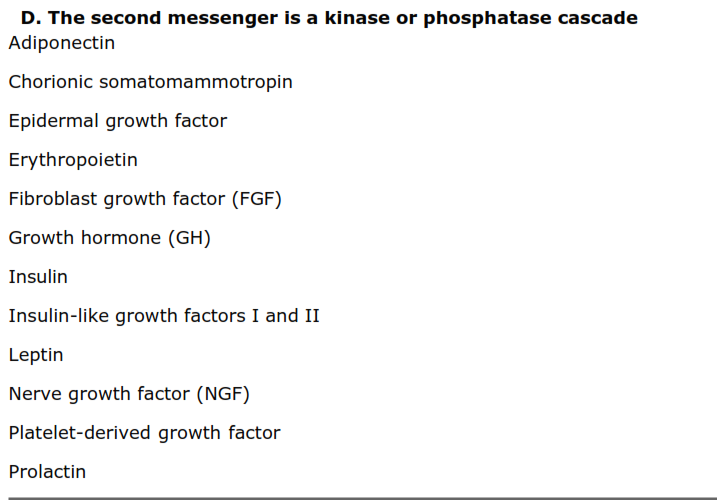 D. The second messenger is a kinase or phosphatase cascade
Adiponectin
Chorionic somatomammotropin
Epidermal growth factor
Erythropoietin
Fibroblast growth factor (FGF)
Growth hormone (GH)
Insulin
Insulin-like growth factors I and II
Leptin
Nerve growth factor (NGF)
Platelet-derived growth factor
Prolactin